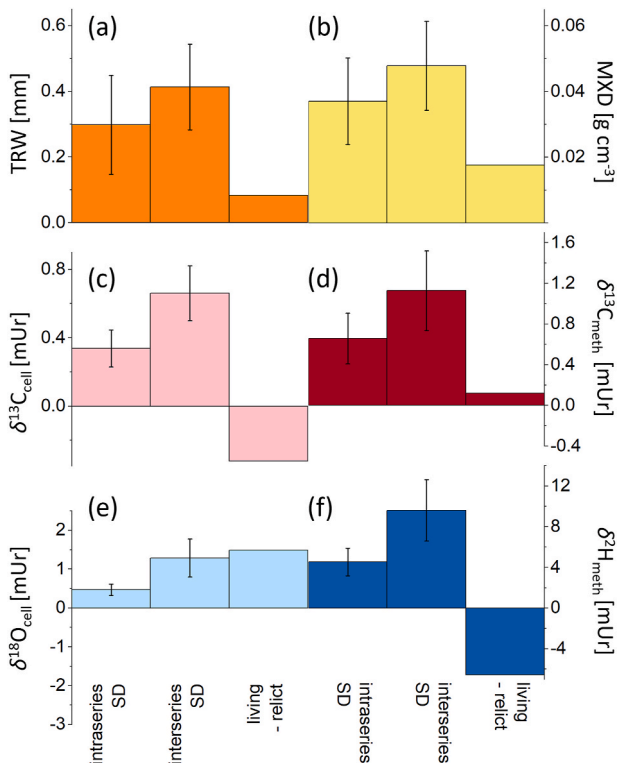 (a)
(b)
0.6
0.4
0.2
0.0
TRW [mm]
0.06
0.04
0.02
MXD [g cm⁻³]
(c)
(d)
0.8
0.4
0.0
δ¹³C_cell [mUr]
1.6
1.2
0.8
0.4
0.0
-0.4
δ¹³C_meth [mUr]
(e)
(f)
2
1
0
-1
-2
-3
δ¹⁸O_cell [mUr]
12
8
4
0
-4
δ²H_meth [mUr]
intraseries
SD
interseries
SD
living
- relict
intraseries
SD
interseries
SD
living
- relict